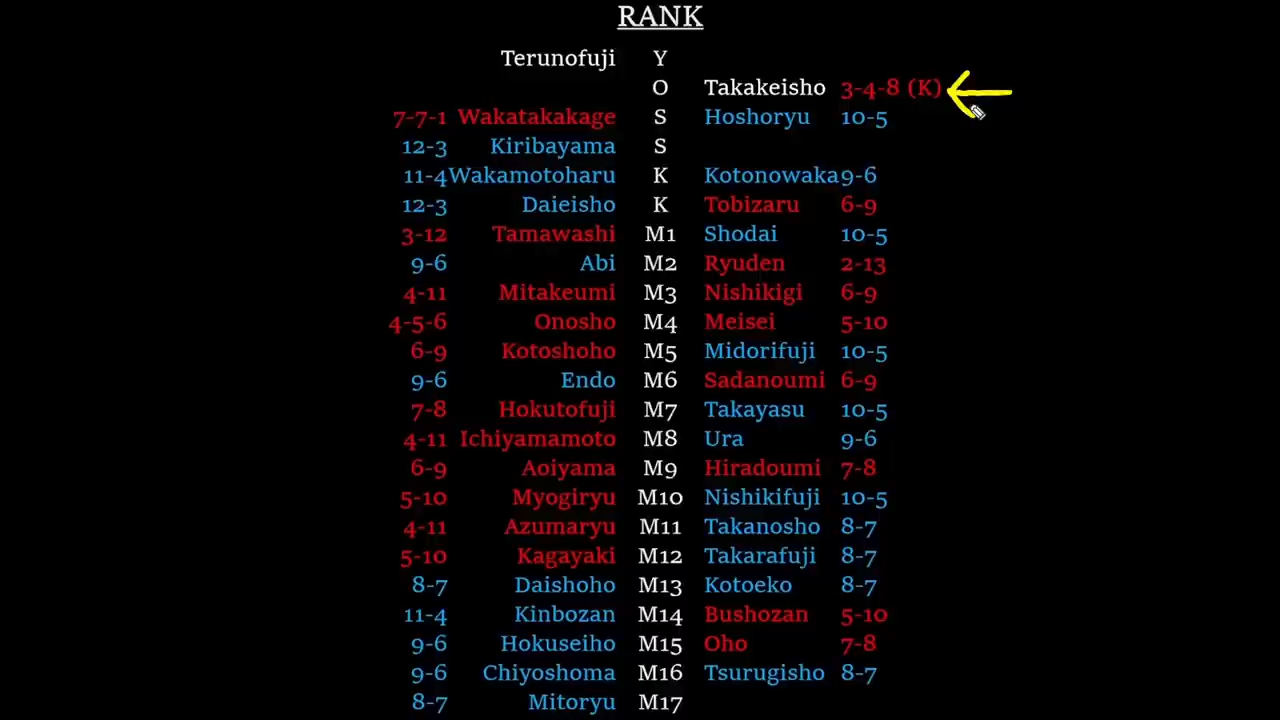 RANK
Terunofuji Y
O Takakeisho 3-4-8 (K)
7-7-1 Wakatakakage S Hoshoryu 10-5
12-3 Kiribayama S
11-4 Wakamotoharu K Kotonowaka 9-6
12-3 Daieisho K Tobizaru 6-9
3-12 Tamawashi M1 Shodai 10-5
9-6 Abi M2 Ryuden 2-13
4-11 Mitakeumi M3 Nishikigi 6-9
4-5-6 Onosho M4 Meisei 5-10
6-9 Kotoshoho M5 Midorifuji 10-5
9-6 Endo M6 Sadanoumi 6-9
7-8 Hokutofuji M7 Takayasu 10-5
4-11 Ichiyamamoto M8 Ura 9-6
6-9 Aoiyama M9 Hiradoumi 7-8
5-10 Myogiryu M10 Nishikifuji 10-5
4-11 Azumaryu M11 Takanosho 8-7
5-10 Kagayaki M12 Takarafuji 8-7
8-7 Daishoho M13 Kotoeko 8-7
11-4 Kinbozan M14 Bushozan 5-10
9-6 Hokuseiho M15 Oho 7-8
9-6 Chiyoshoma M16 Tsurugisho 8-7
8-7 Mitoryu M17